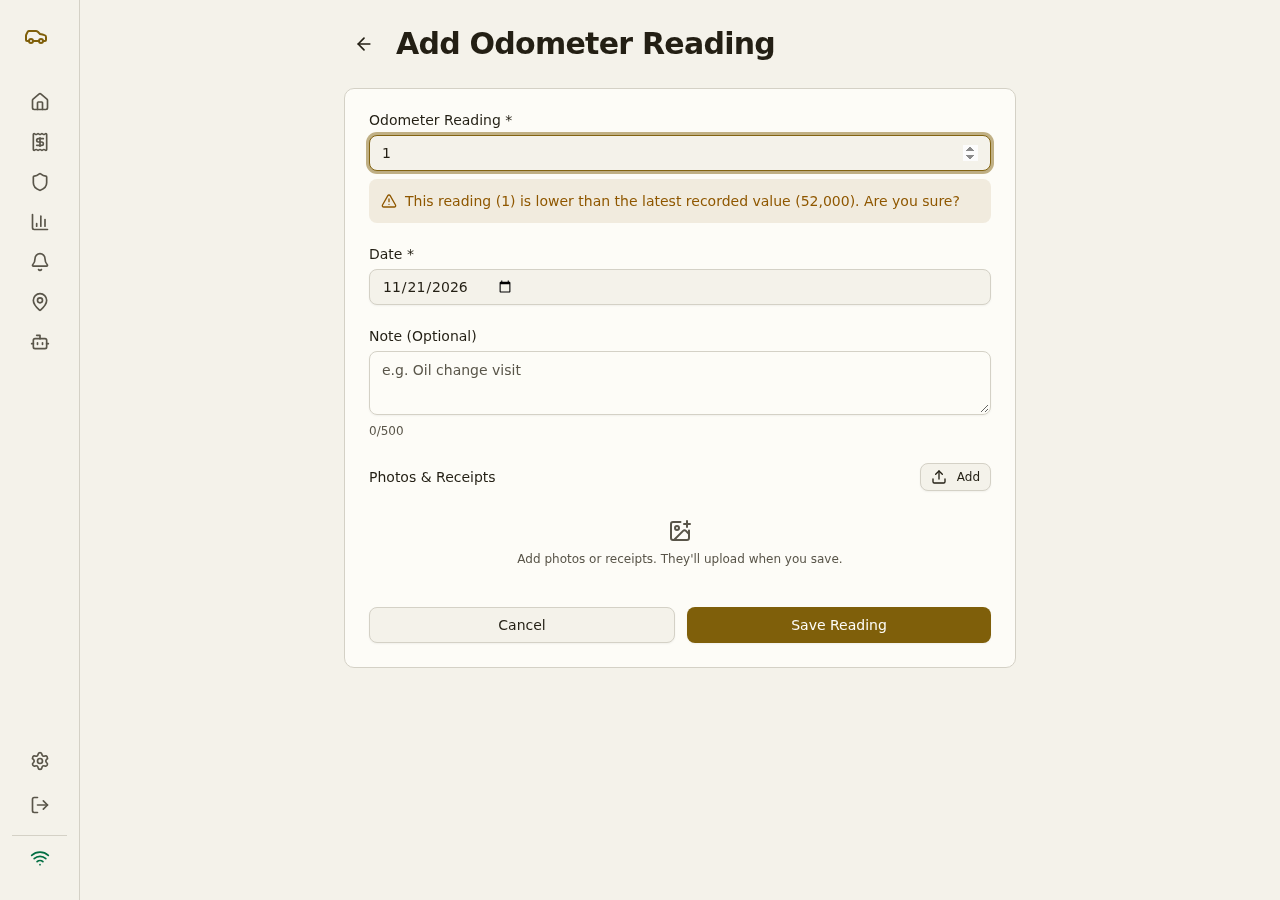 Add Odometer Reading
Odometer Reading *
1
This reading (1) is lower than the latest recorded value (52,000). Are you sure?
Date *
11/21/2026
Note (Optional)
e.g. Oil change visit
0/500
Photos & Receipts
Add
Add photos or receipts. They'll upload when you save.
Cancel
Save Reading